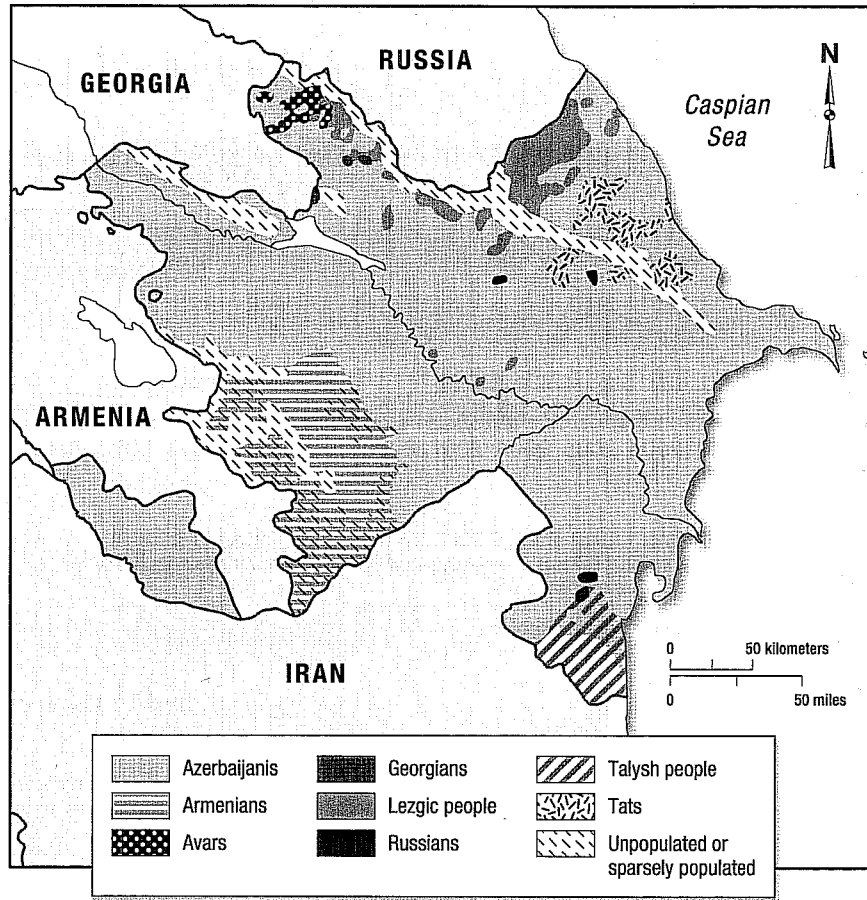 RUSSIA
GEORGIA
N
Caspian
Sea
ARMENIA
IRAN
0 50 kilometers
0 50 miles
Azerbaijanis
Armenians
Avars
Georgians
Lezgic people
Russians
Talysh people
Tats
Unpopulated or
sparsely populated